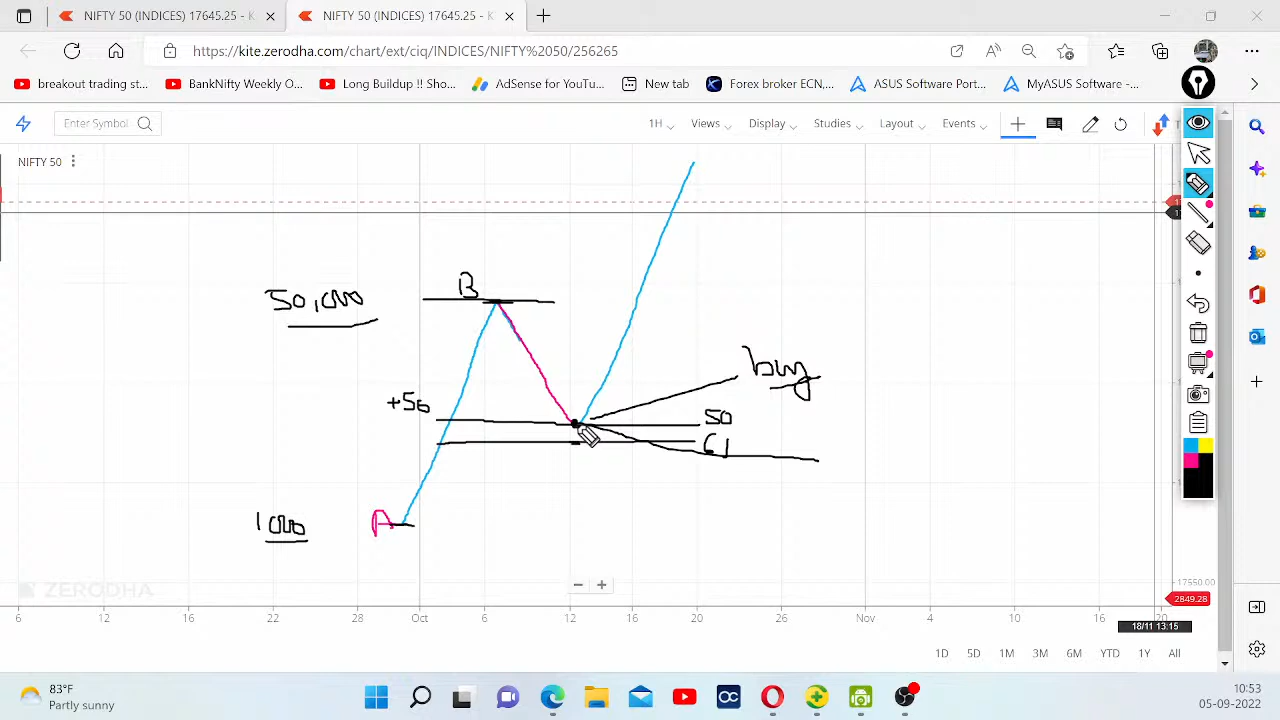 NIFTY 50 (INDICES) 17645.25 - K
NIFTY 50 (INDICES) 17645.25 - K
https://kite.zerodha.com/chart/ext/ciq/INDICES/NIFTY%2050/256265
breakout trading st...
BankNifty Weekly O...
Long Buildup !! Sho...
AdSense for YouTu...
New tab
Forex broker ECN,...
ASUS Software Port...
MyASUS Software -...
Enter Symbol
1H
Views
Display
Studies
Layout
Events
NIFTY 50
B
50,000
buy
+50
50
61
1000
A
ZERODHA
17550.00
2849.28
6 12 16 22 28 Oct 6 12 16 20 26 Nov 4 10 16 20
18/11 13:15
1D 5D 1M 3M 6M YTD 1Y All
83°F
Partly sunny
10:53
05-09-2022